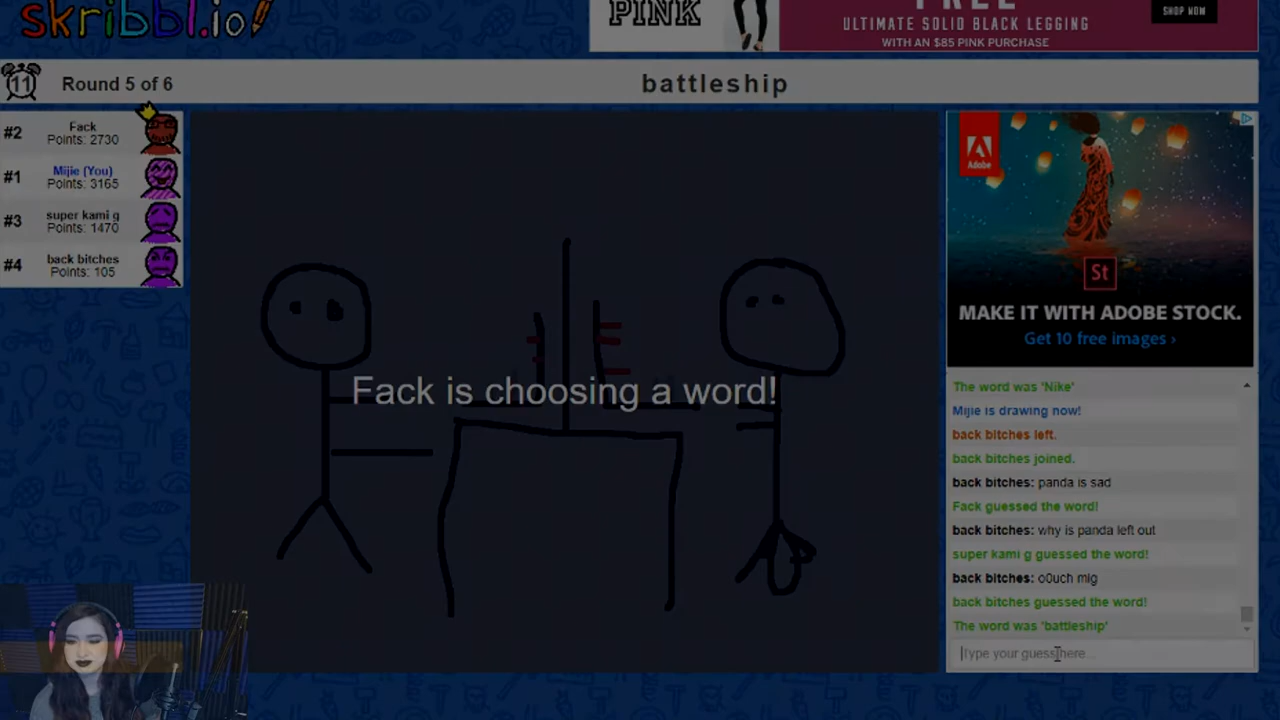 skribbl.io
PINK
FREE
ULTIMATE SOLID BLACK LEGGING
WITH AN $85 PINK PURCHASE
SHOP NOW
11
Round 5 of 6
battleship
#2
Fack
Points: 2730
#1
Mijie (You)
Points: 3165
#3
super kami g
Points: 1470
#4
back bitches
Points: 105
Fack is choosing a word!
Adobe
St
MAKE IT WITH ADOBE STOCK.
Get 10 free images ›
The word was 'Nike'
Mijie is drawing now!
back bitches left.
back bitches joined.
back bitches: panda is sad
Fack guessed the word!
back bitches: why is panda left out
super kami g guessed the word!
back bitches: o0uch mig
back bitches guessed the word!
The word was 'battleship'
Type your guess here...